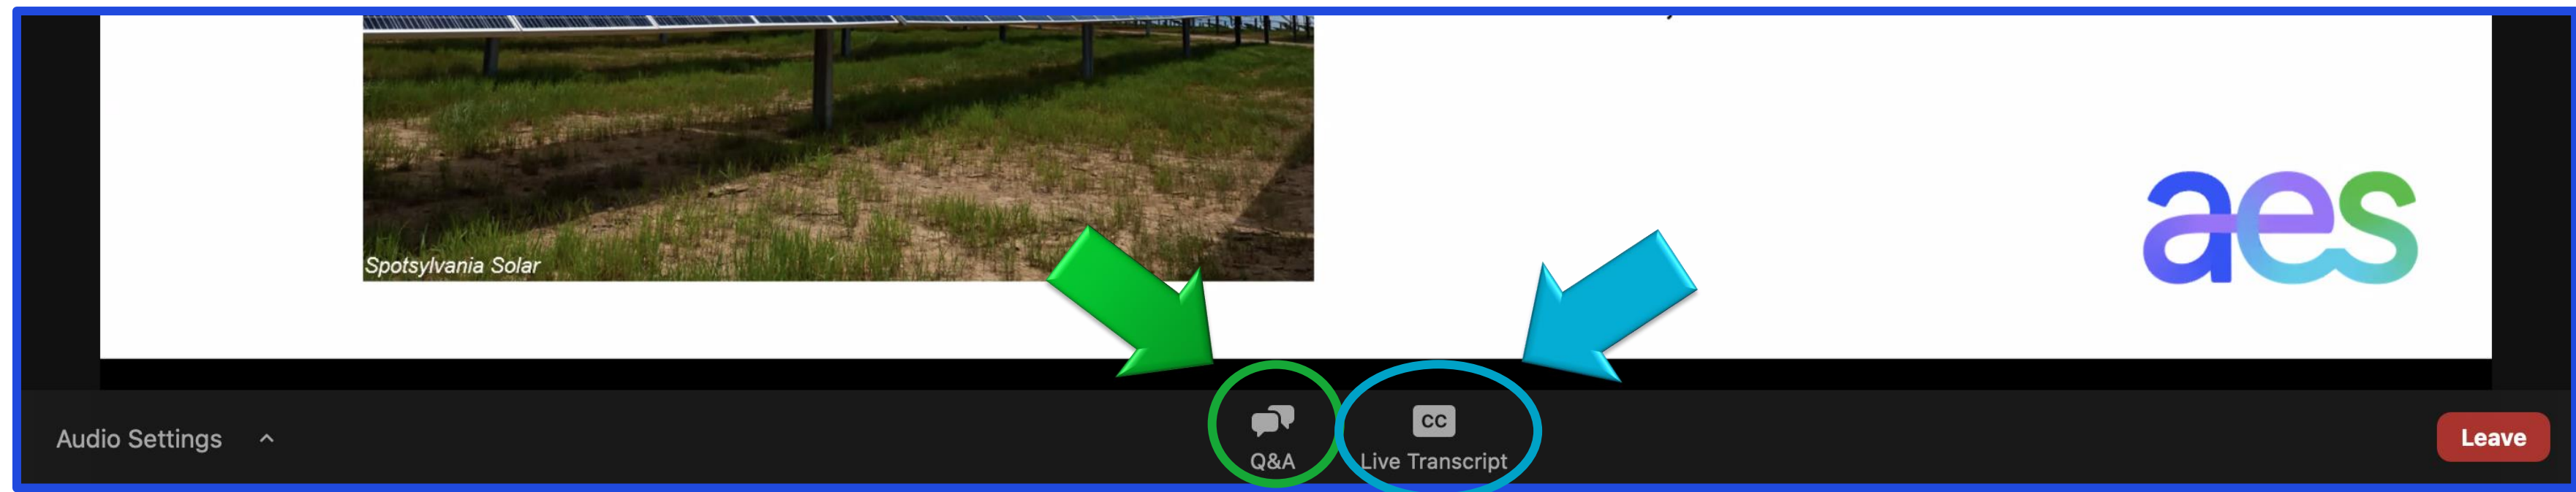 Spotsylvania Solar
aes
Audio Settings
Q&A
CC
Live Transcript
Leave